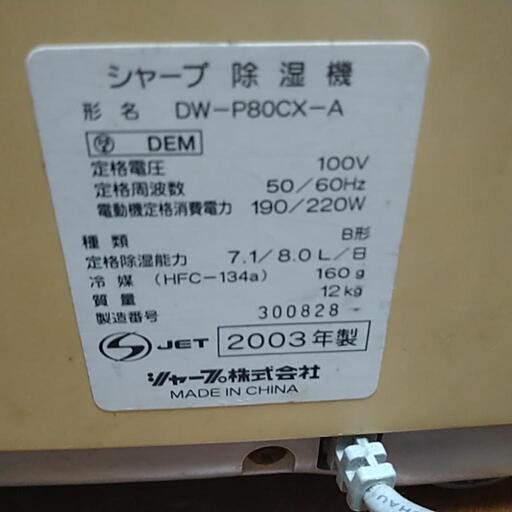 シャープ 除湿機
形名 DW-P80CX-A
DEM
定格電圧 100V
定格周波数 50/60Hz
電動機定格消費電力 190/220W
種類 B形
定格除湿能力 7.1/8.0L/日
冷媒 (HFC-134a) 160g
質量 12kg
製造番号 300828
JET 2003年製
シャープ株式会社
MADE IN CHINA